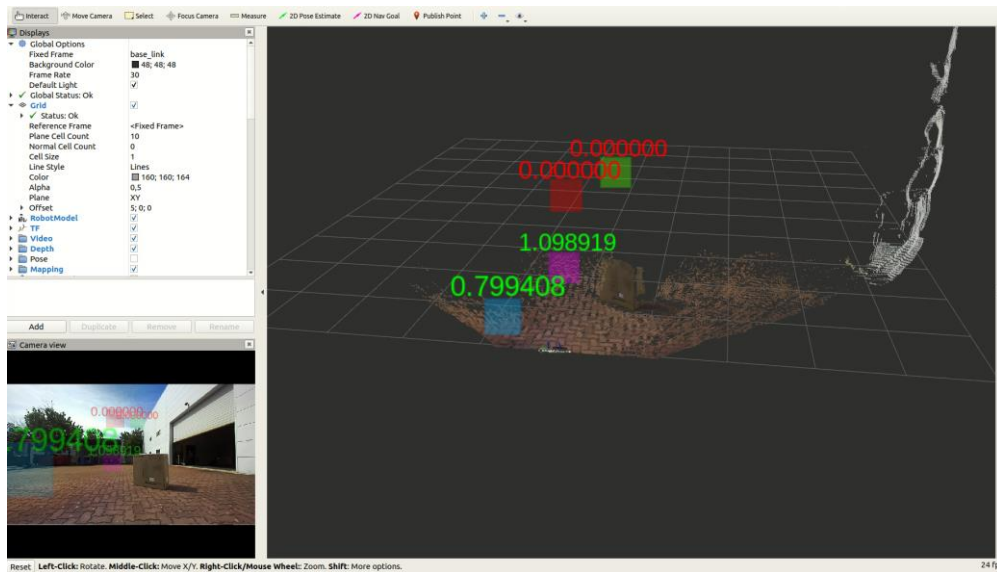 Interact Move Camera Select Focus Camera Measure 2D Pose Estimate 2D Nav Goal Publish Point
Displays
Global Options
Fixed Frame base_link
Background Color 48; 48; 48
Frame Rate 30
Default Light
Global Status: Ok
Grid
Status: Ok
Reference Frame <Fixed Frame>
Plane Cell Count 10
Normal Cell Count 0
Cell Size 1
Line Style Lines
Color 160; 160; 164
Alpha 0,5
Plane XY
Offset 5; 0; 0
RobotModel
TF
Video
Depth
Pose
Mapping
Add Duplicate Remove Rename
Camera view
0.000000
0.000000
1.098919
0.799408
Reset Left-Click: Rotate. Middle-Click: Move X/Y. Right-Click/Mouse Wheel:: Zoom. Shift: More options.
24